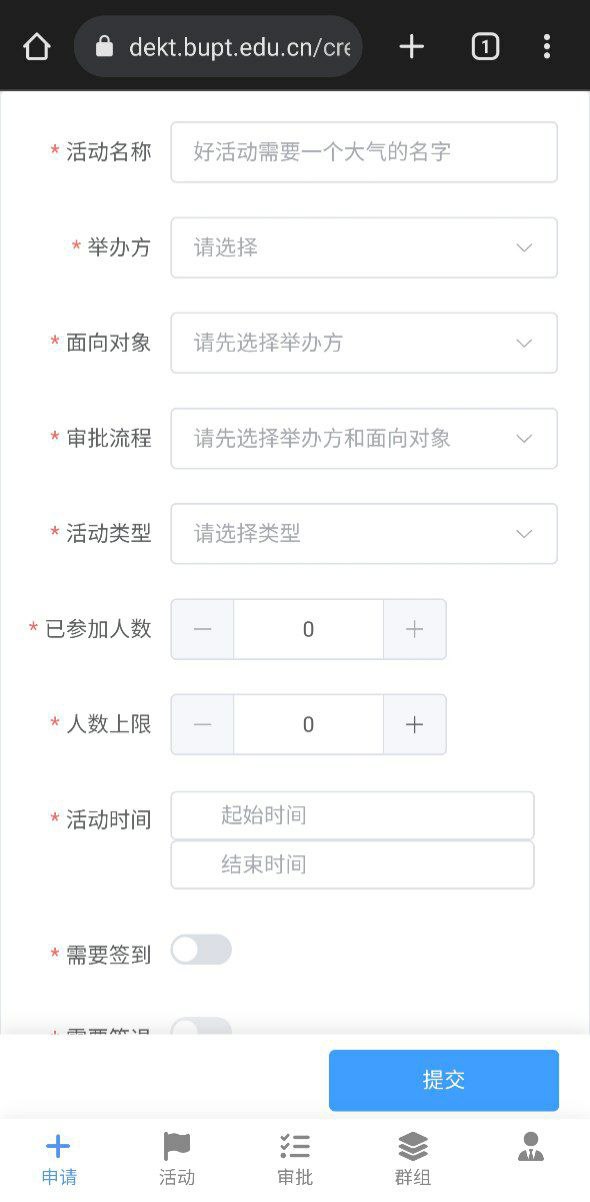 dekt.bupt.edu.cn/cre
1
* 活动名称 好活动需要一个大气的名字
* 举办方 请选择
* 面向对象 请先选择举办方
* 审批流程 请先选择举办方和面向对象
* 活动类型 请选择类型
* 已参加人数 0
* 人数上限 0
* 活动时间 起始时间
结束时间
* 需要签到
提交
申请 活动 审批 群组